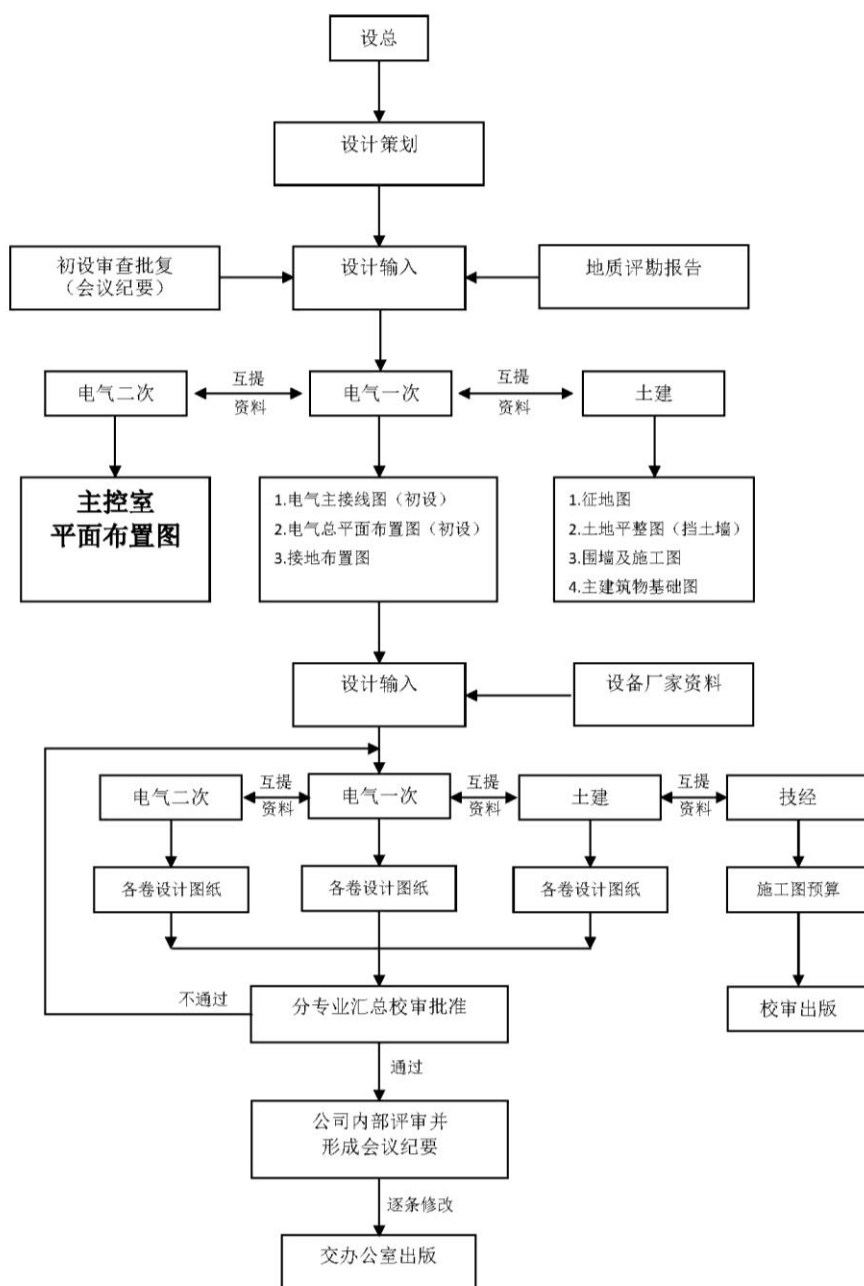 设总
设计策划
初设审查批复
（会议纪要）
设计输入
地质评勘报告
电气二次
互提
资料
电气一次
互提
资料
土建
主控室
平面布置图
1.电气主接线图（初设）
2.电气总平面布置图（初设）
3.接地布置图
1.征地图
2.土地平整图（挡土墙）
3.围墙及施工图
4.主建筑物基础图
设计输入
设备厂家资料
电气二次
互提
资料
电气一次
互提
资料
土建
互提
资料
技经
各卷设计图纸
各卷设计图纸
各卷设计图纸
施工图预算
不通过
分专业汇总校审批准
校审出版
通过
公司内部评审并
形成会议纪要
逐条修改
交办公室出版